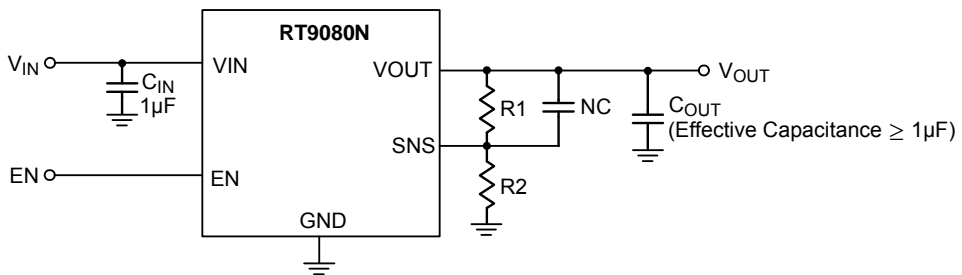 RT9080N
VIN
VIN
CIN
1µF
VOUT
VOUT
R1
NC
COUT
(Effective Capacitance ≥ 1µF)
SNS
EN
EN
R2
GND